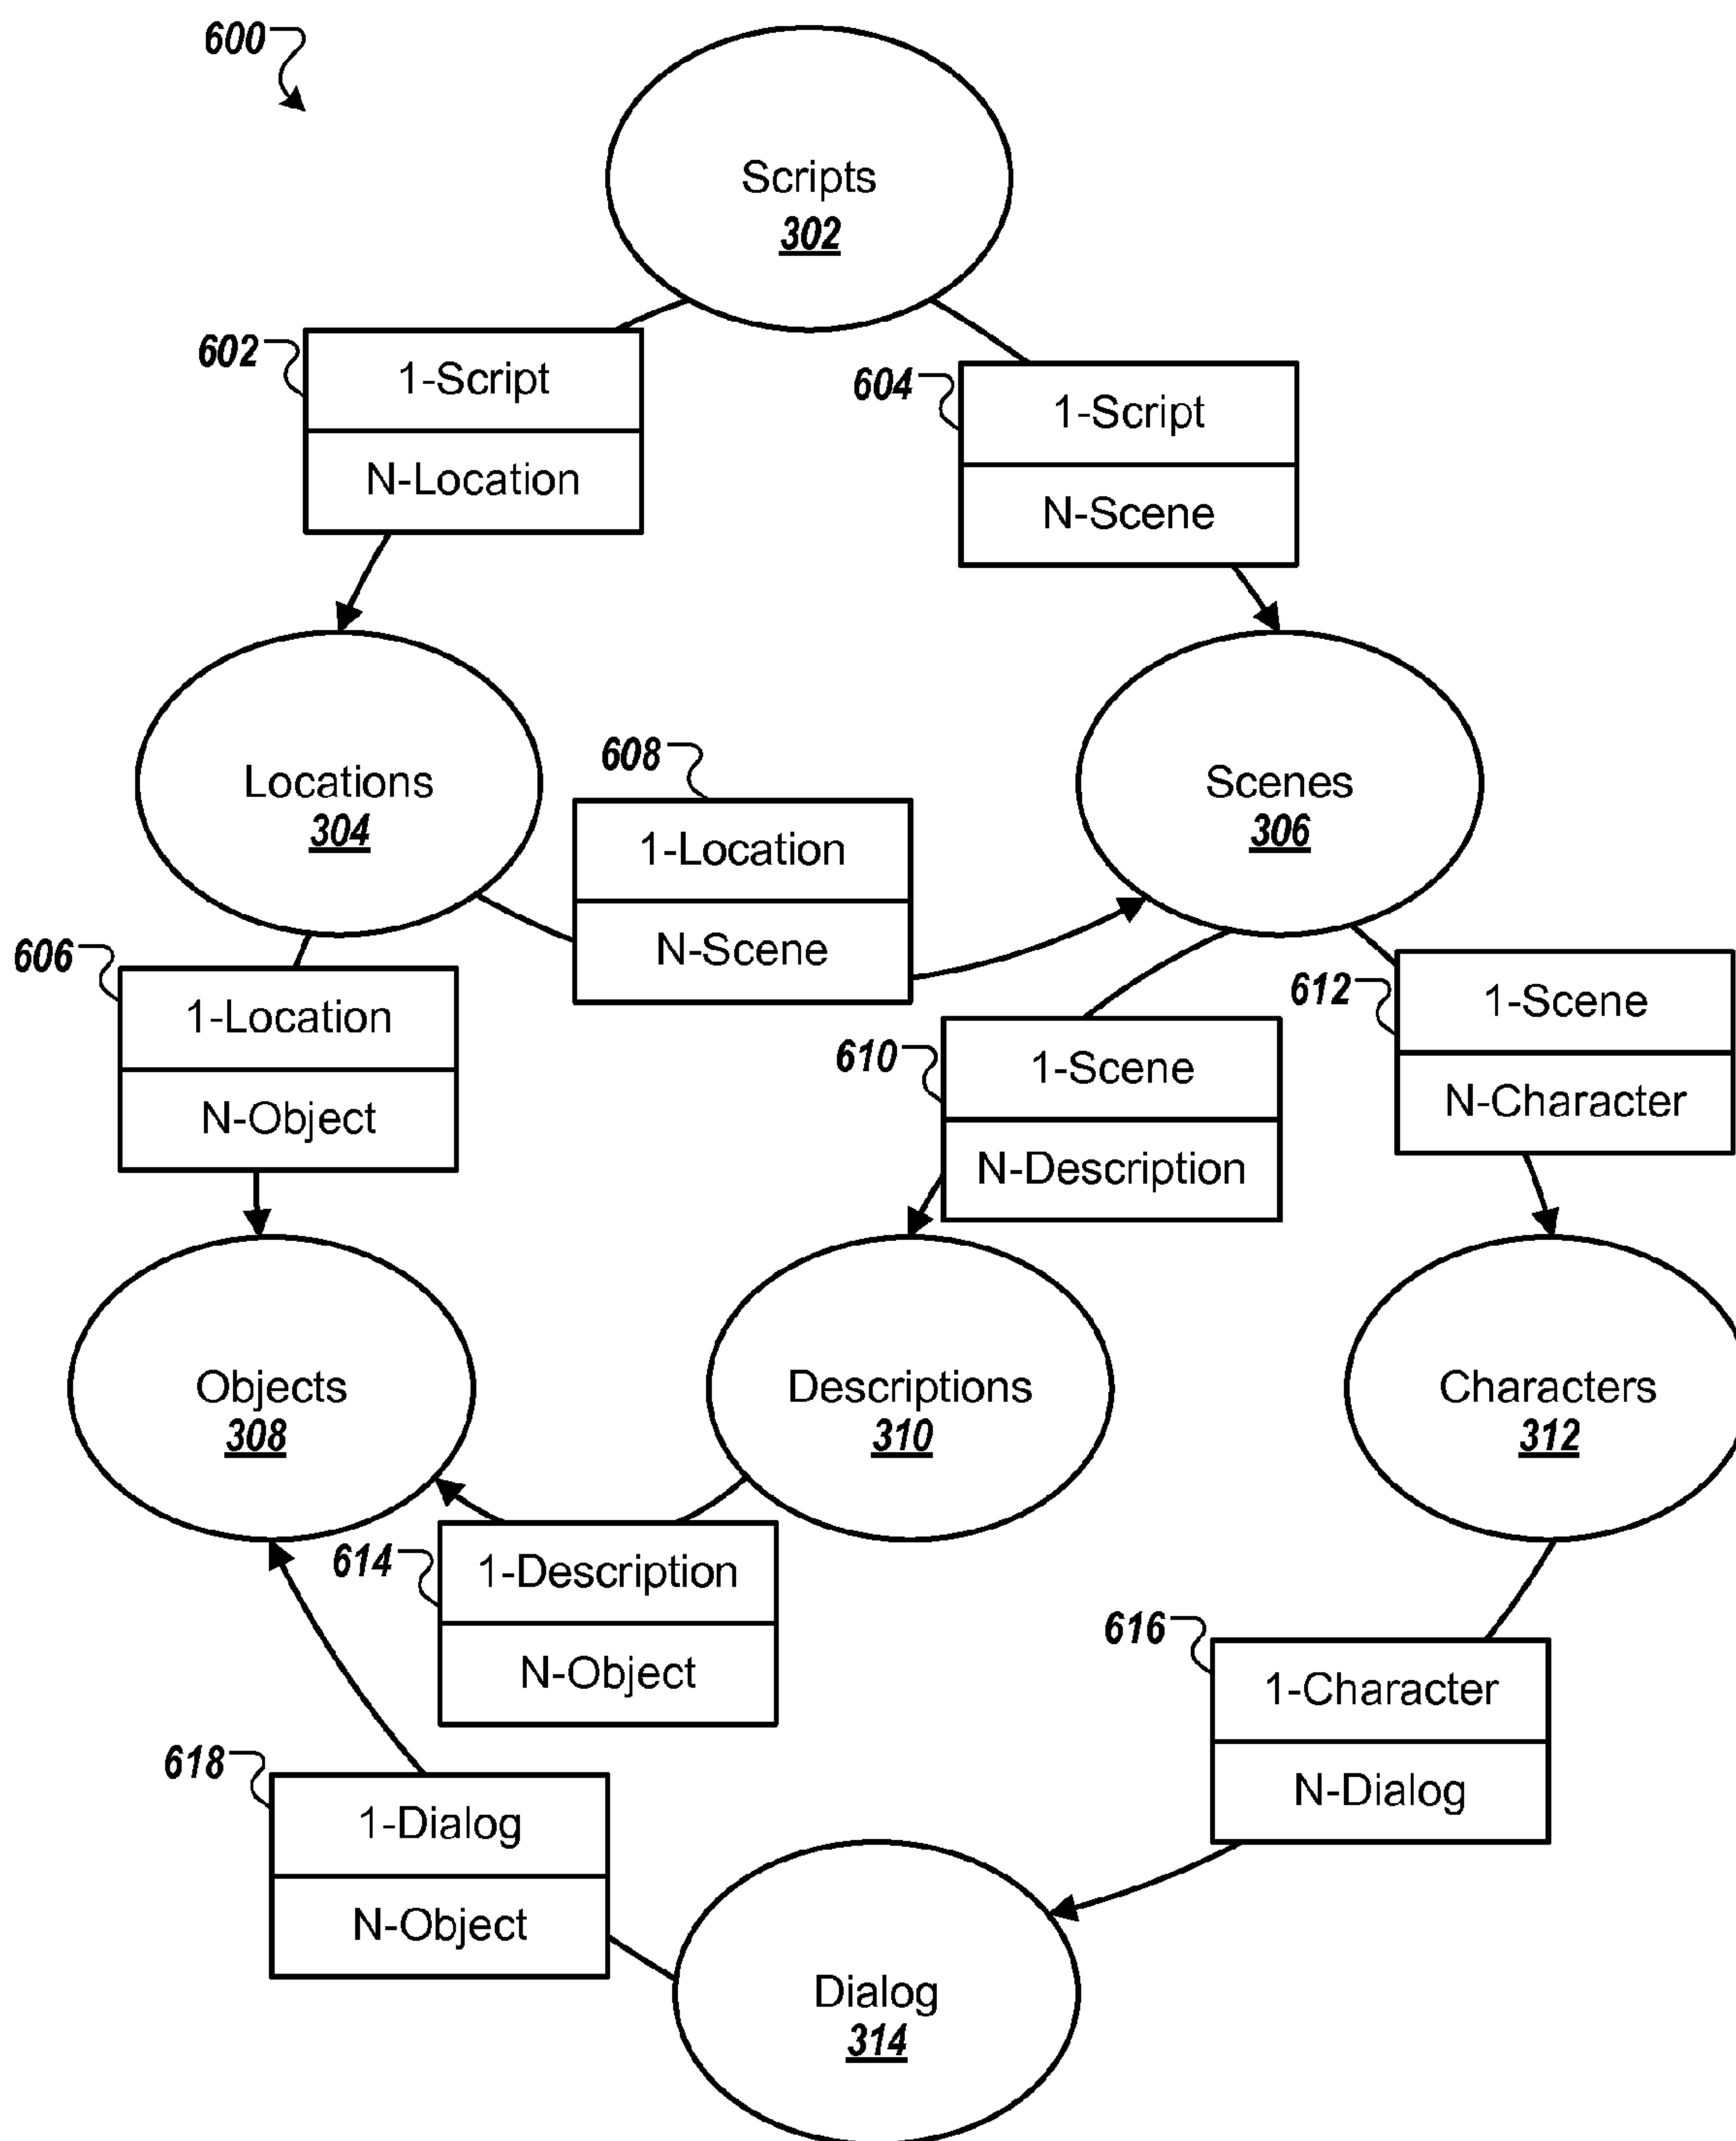 600
Scripts
302
602
1-Script
N-Location
604
1-Script
N-Scene
Locations
304
608
1-Location
N-Scene
Scenes
306
606
1-Location
N-Object
610
1-Scene
N-Description
612
1-Scene
N-Character
Objects
308
Descriptions
310
Characters
312
614
1-Description
N-Object
616
1-Character
N-Dialog
618
1-Dialog
N-Object
Dialog
314